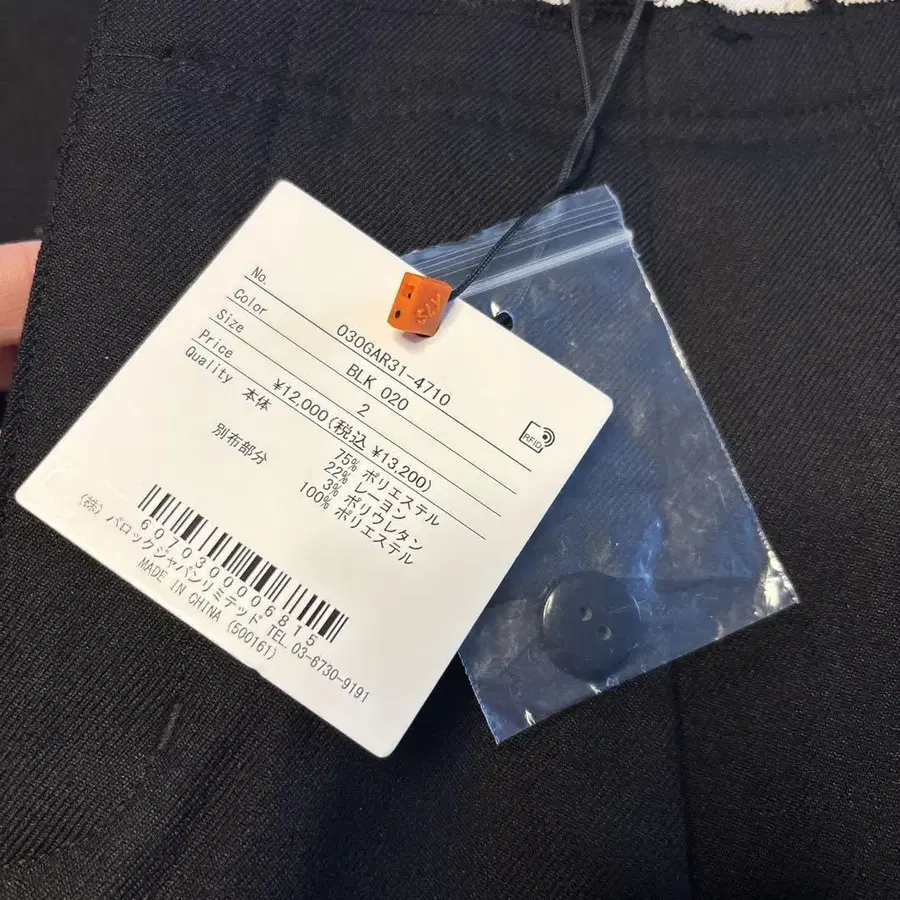 No. 030GAR31-4710
Color BLK 020
Size 2
Price ¥12,000(税込 ¥13,200)
Quality
本体 75% ポリエステル
22% レーヨン
3% ポリウレタン
別布部分 100% ポリエステル
RFID
6070300006815
(株)バロックジャパンリミテッド TEL.03-6730-9191
MADE IN CHINA (500161)